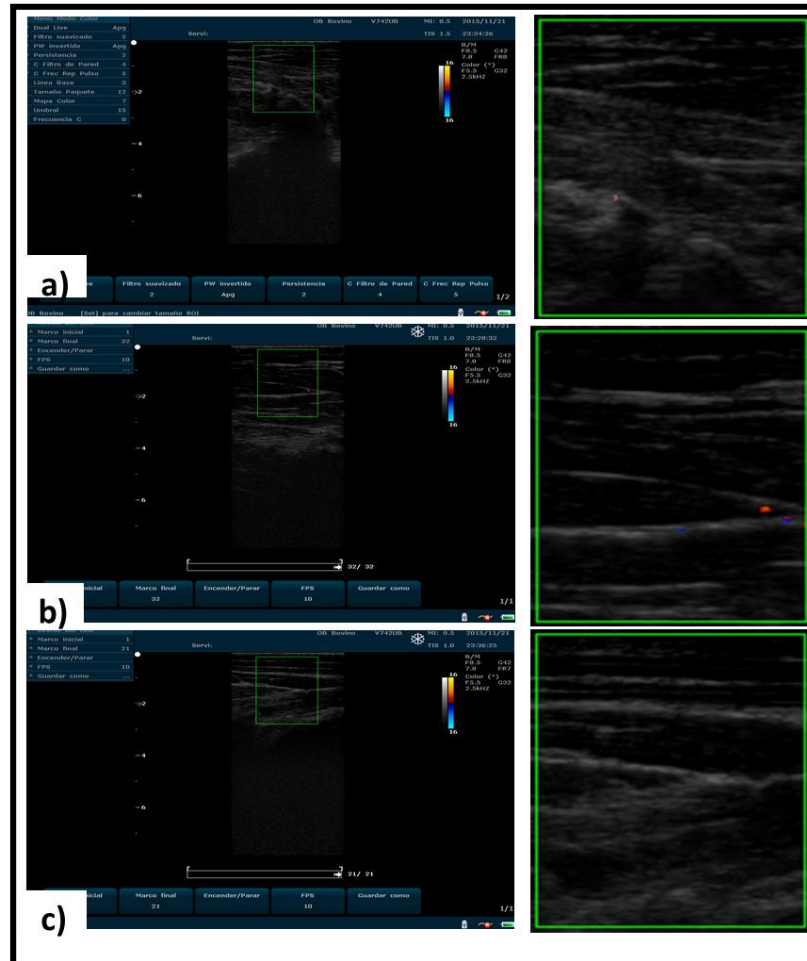 Menu Modo Color
Dual Live Apg
Filtro suavizado 2
PW invertido Apg
Persistencia 2
C Filtro de Pared 4
C Frec Rep Pulso 5
Linea Base 3
Tamaño Paquete 12
Mapa Color 7
Umbral 15
Frecuencia C 0
OB Bovino V742UB MI: 0.5 2015/11/21
Servi: TIS 1.5 23:34:26
B/M
F8.5 G42
7.8 FR8
Color (°)
F5.5 G32
2.5kHZ
16
16
2
4
6
a)
Filtro suavizado PW invertido Persistencia C Filtro de Pared C Frec Rep Pulso
2 Apg 2 4 5
1/2
OB Bovino [Set] para cambiar tamaño ROI
Marco inicial 1
Marco final 32
Encender/Parar
FPS 10
Guardar como ...
OB Bovino V742UB MI: 0.5 2015/11/21
Servi: TIS 1.0 23:28:32
B/M
F8.5 G42
7.8 FR8
Color (°)
F5.5 G32
2.5kHZ
16
16
2
4
6
32/ 32
b)
Marco final Encender/Parar FPS Guardar como
32 10
1/1
Marco inicial 1
Marco final 21
Encender/Parar
FPS 10
Guardar como ...
OB Bovino V742UB MI: 0.5 2015/11/21
Servi: TIS 1.0 23:36:25
B/M
F8.5 G42
7.8 FR7
Color (°)
F5.5 G32
2.5kHZ
16
16
2
4
6
21/ 21
c)
Marco final Encender/Parar FPS Guardar como
21 10
1/1